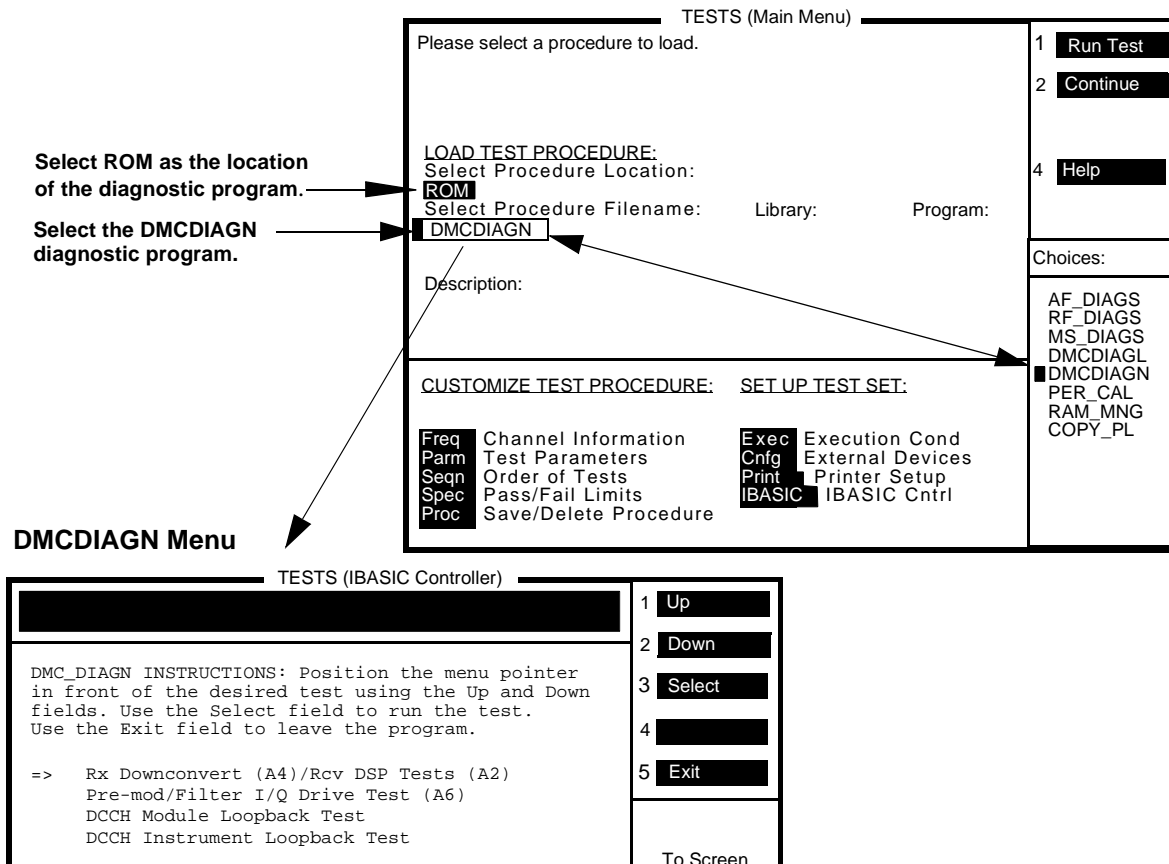 TESTS (Main Menu)
Please select a procedure to load.
1 Run Test
2 Continue
4 Help
Select ROM as the location
of the diagnostic program.
Select the DMCDIAGN
diagnostic program.
LOAD TEST PROCEDURE:
Select Procedure Location:
ROM
Select Procedure Filename: Library: Program:
DMCDIAGN
Description:
Choices:
AF_DIAGS
RF_DIAGS
MS_DIAGS
DMCDIAGL
DMCDIAGN
PER_CAL
RAM_MNG
COPY_PL
CUSTOMIZE TEST PROCEDURE: SET UP TEST SET:
Freq Channel Information Exec Execution Cond
Parm Test Parameters Cnfg External Devices
Seqn Order of Tests Print Printer Setup
Spec Pass/Fail Limits IBASIC IBASIC Cntrl
Proc Save/Delete Procedure
DMCDIAGN Menu
TESTS (IBASIC Controller)
1 Up
2 Down
3 Select
4
5 Exit
DMC_DIAGN INSTRUCTIONS: Position the menu pointer
in front of the desired test using the Up and Down
fields. Use the Select field to run the test.
Use the Exit field to leave the program.
=> Rx Downconvert (A4)/Rcv DSP Tests (A2)
Pre-mod/Filter I/Q Drive Test (A6)
DCCH Module Loopback Test
DCCH Instrument Loopback Test
To Screen